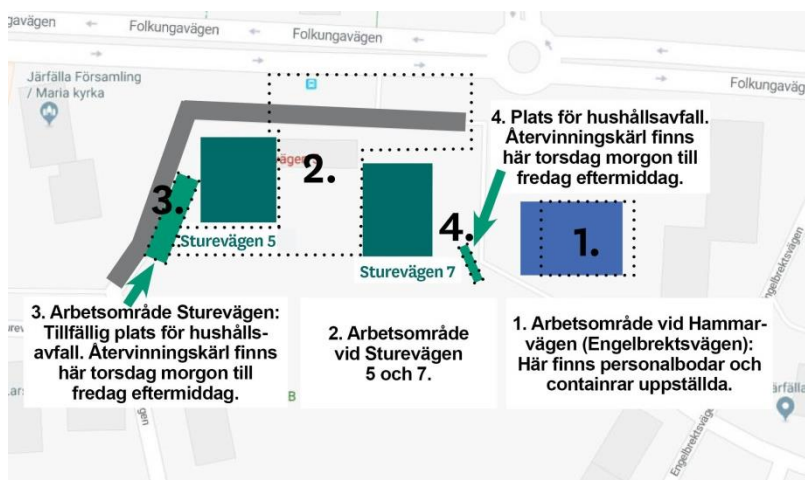 gavägen
Folkungavägen
Folkungavägen
Folkungavägen
Järfälla Församling
/ Maria kyrka
4. Plats för hushållsavfall.
Återvinningskärl finns
här torsdag morgon till
fredag eftermiddag.
2.
3.
4.
1.
Sturevägen 5
Sturevägen 7
Engelbrektsvägen
3. Arbetsområde Sturevägen:
Tillfällig plats för hushålls-
avfall. Återvinningskärl finns
här torsdag morgon till
fredag eftermiddag.
2. Arbetsområde
vid Sturevägen
5 och 7.
1. Arbetsområde vid Hammar-
vägen (Engelbrektsvägen):
Här finns personalbodar och
containrar uppställda.
B
ärfälla
Engelbrektsvägen